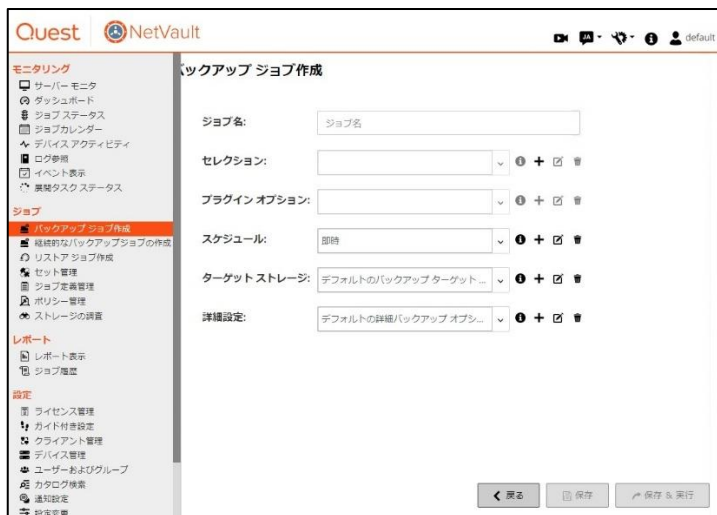 Quest NetVault
JA
default
モニタリング
サーバー モニタ
ダッシュボード
ジョブ ステータス
ジョブカレンダー
デバイス アクティビティ
ログ参照
イベント表示
展開タスク ステータス
ジョブ
バックアップ ジョブ作成
継続的なバックアップジョブの作成
リストア ジョブ作成
セット管理
ジョブ定義管理
ポリシー管理
ストレージの調査
レポート
レポート表示
ジョブ履歴
設定
ライセンス管理
ガイド付き設定
クライアント管理
デバイス管理
ユーザーおよびグループ
カタログ検索
通知設定
設定変更
バックアップ ジョブ作成
ジョブ名:
ジョブ名
セレクション:
プラグイン オプション:
スケジュール:
即時
ターゲット ストレージ:
デフォルトのバックアップ ターゲット ...
詳細設定:
デフォルトの詳細バックアップ オプシ...
戻る
保存
保存 & 実行